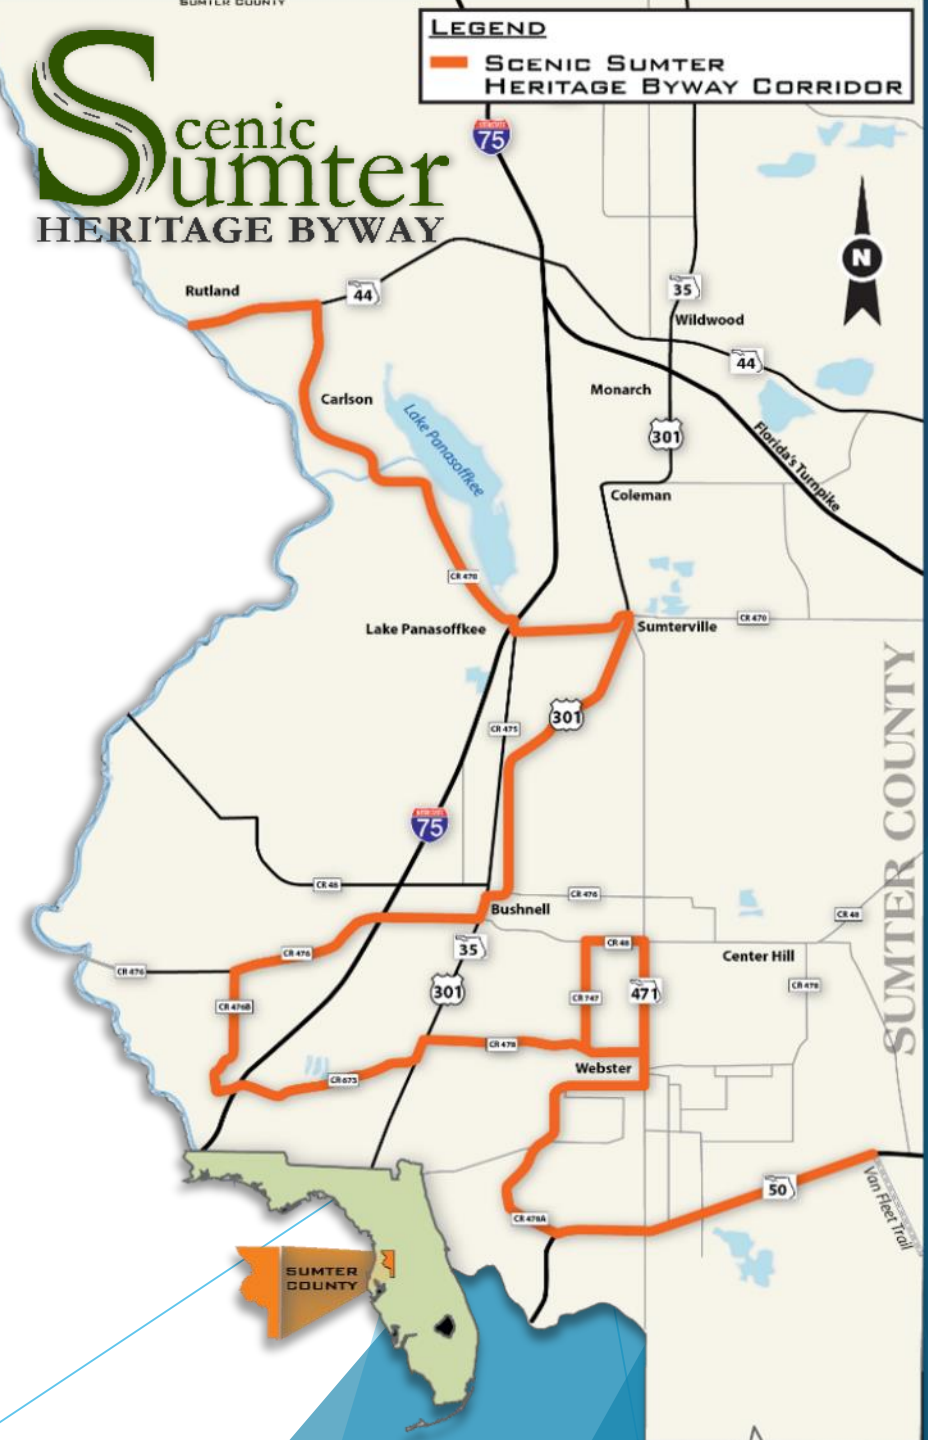 SUMTER COUNTY
LEGEND
SCENIC SUMTER
HERITAGE BYWAY CORRIDOR
Scenic
Sumter
HERITAGE BYWAY
75
N
Rutland
44
35
Wildwood
44
Carlson
Monarch
Lake Panasoffkee
301
Florida's Turnpike
Coleman
CR 470
CR 470
Lake Panasoffkee
Sumterville
SUMTER COUNTY
301
CR 475
75
CR 48
CR 476
Bushnell
CR 48
35
CR 476
CR 48
Center Hill
CR 476
301
CR 747
471
CR 478
CR 476B
CR 478
Webster
CR 673
50
Van Fleet Trail
CR 478A
SUMTER
COUNTY